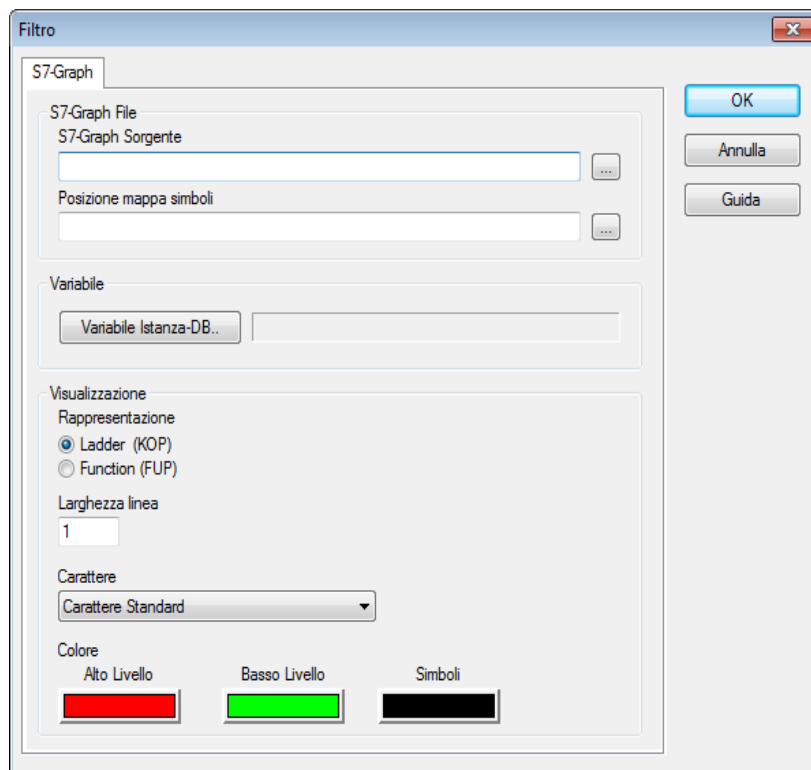 Filtro
S7-Graph
S7-Graph File
S7-Graph Sorgente
...
Posizione mappa simboli
...
Variabile
Variabile Istanza-DB..
Visualizzazione
Rappresentazione
Ladder (KOP)
Function (FUP)
Larghezza linea
1
Carattere
Carattere Standard
Colore
Alto Livello Basso Livello Simboli
OK
Annulla
Guida